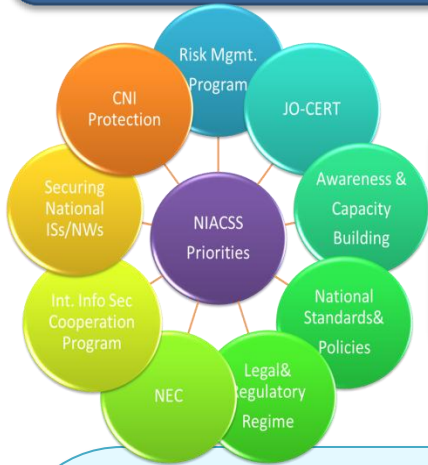 Risk Mgmt.
Program
JO-CERT
Awareness &
Capacity
Building
National
Standards&
Policies
Legal&
Regulatory
Regime
NEC
Int. Info Sec
Cooperation
Program
Securing
National
ISs/NWs
CNI
Protection
NIACSS
Priorities